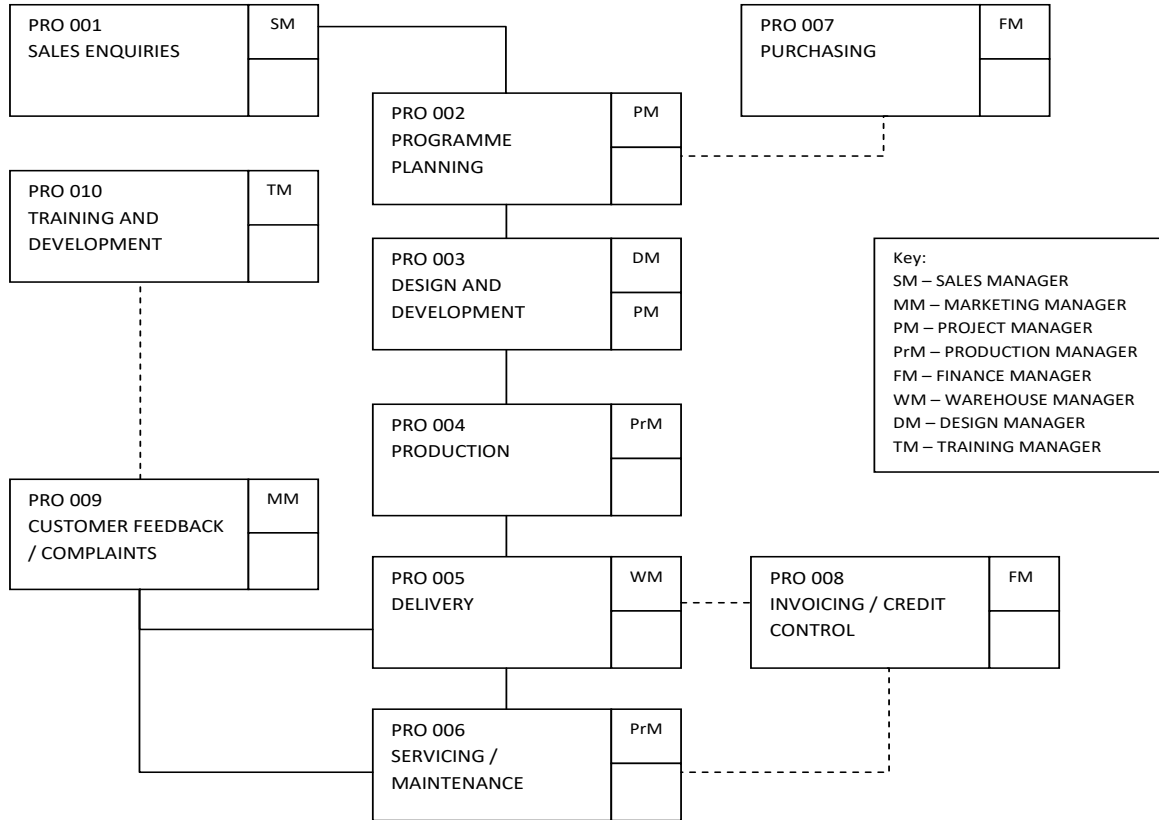 PRO 001
SALES ENQUIRIES
SM
PRO 007
PURCHASING
FM
PRO 002
PROGRAMME
PLANNING
PM
PRO 010
TRAINING AND
DEVELOPMENT
TM
PRO 003
DESIGN AND
DEVELOPMENT
DM
PM
Key:
SM – SALES MANAGER
MM – MARKETING MANAGER
PM – PROJECT MANAGER
PrM – PRODUCTION MANAGER
FM – FINANCE MANAGER
WM – WAREHOUSE MANAGER
DM – DESIGN MANAGER
TM – TRAINING MANAGER
PRO 004
PRODUCTION
PrM
PRO 009
CUSTOMER FEEDBACK
/ COMPLAINTS
MM
PRO 005
DELIVERY
WM
PRO 008
INVOICING / CREDIT
CONTROL
FM
PRO 006
SERVICING /
MAINTENANCE
PrM